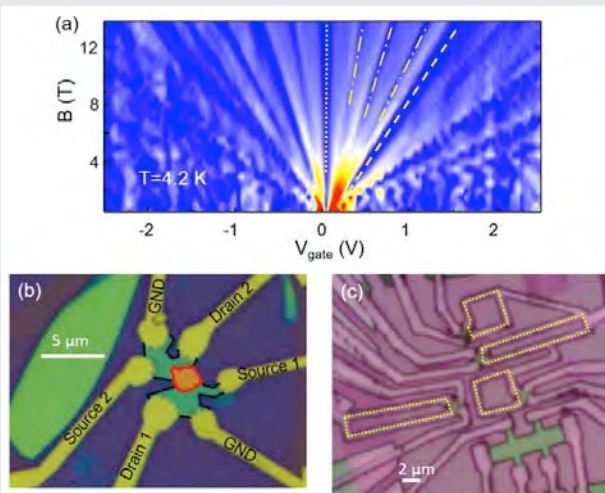 (a)
B (T)
12
8
4
T=4.2 K
-2
-1
0
1
2
Vgate (V)
(b)
5 μm
GND
Drain 2
Source 1
Source 2
Drain 1
GND
(c)
2 μm